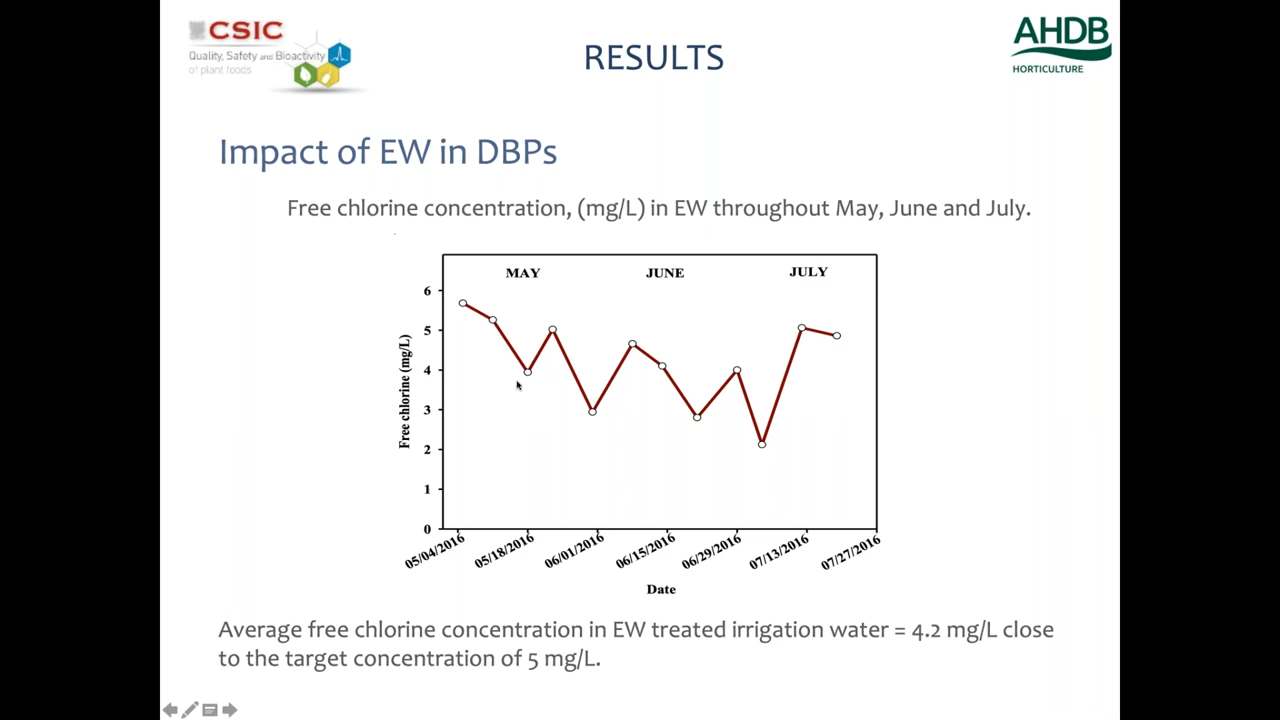 CSIC
Quality, Safety and Bioactivity
of plant foods
RESULTS
AHDB
HORTICULTURE
Impact of EW in DBPs
Free chlorine concentration, (mg/L) in EW throughout May, June and July.
MAY JUNE JULY
6
5
4
3
2
1
0
Free chlorine (mg/L)
05/04/2016 05/18/2016 06/01/2016 06/15/2016 06/29/2016 07/13/2016 07/27/2016
Date
Average free chlorine concentration in EW treated irrigation water = 4.2 mg/L close
to the target concentration of 5 mg/L.